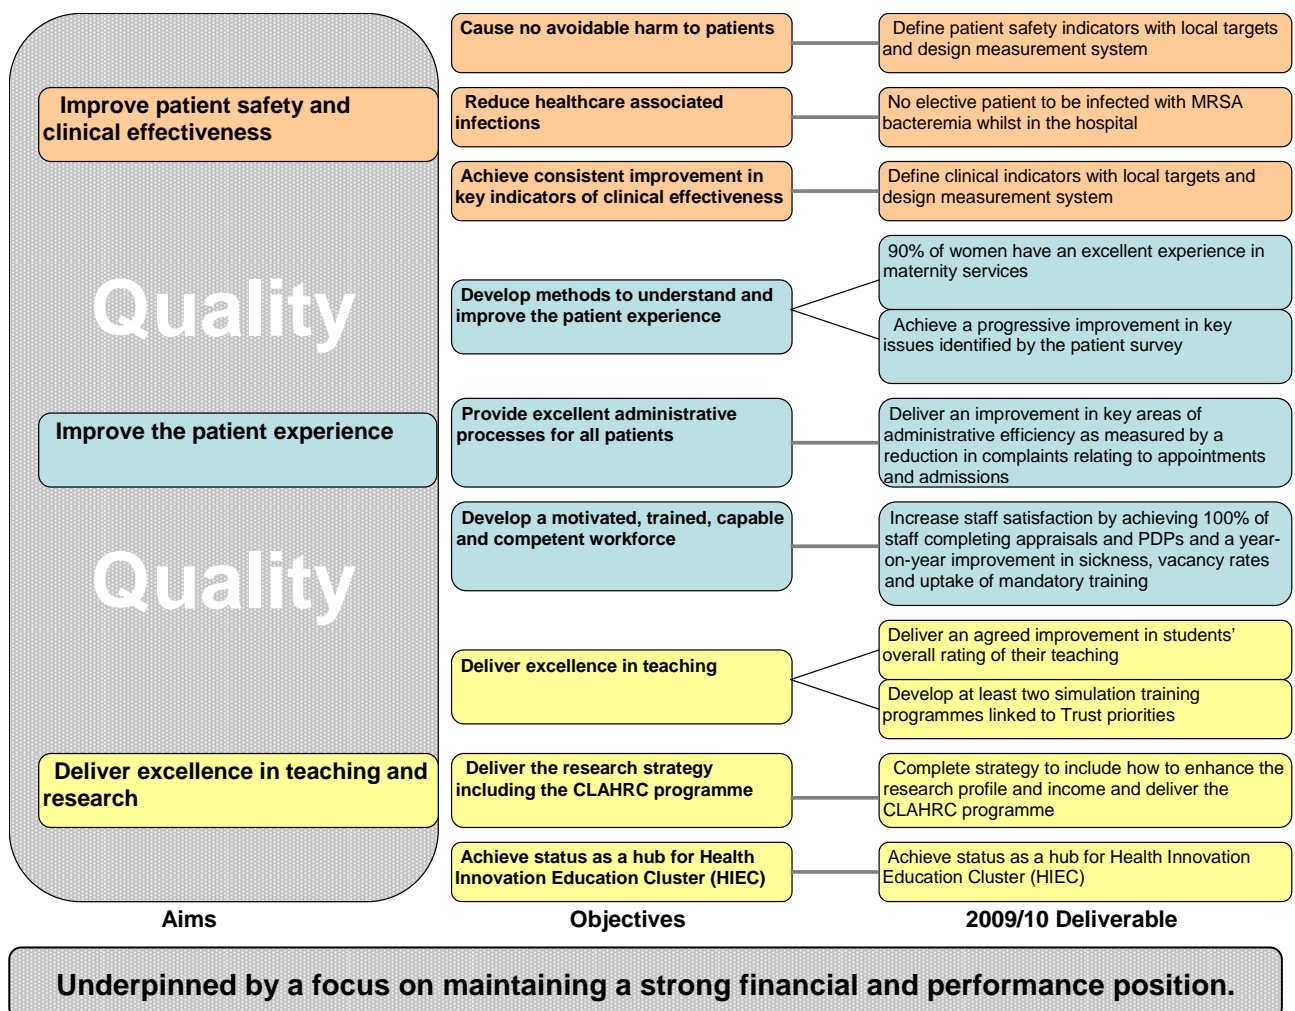 Cause no avoidable harm to patients
Define patient safety indicators with local targets
and design measurement system
Improve patient safety and
clinical effectiveness
Reduce healthcare associated
infections
No elective patient to be infected with MRSA
bacteremia whilst in the hospital
Achieve consistent improvement in
key indicators of clinical effectiveness
Define clinical indicators with local targets and
design measurement system
Quality
Develop methods to understand and
improve the patient experience
90% of women have an excellent experience in
maternity services
Achieve a progressive improvement in key
issues identified by the patient survey
Improve the patient experience
Provide excellent administrative
processes for all patients
Deliver an improvement in key areas of
administrative efficiency as measured by a
reduction in complaints relating to appointments
and admissions
Quality
Develop a motivated, trained, capable
and competent workforce
Increase staff satisfaction by achieving 100% of
staff completing appraisals and PDPs and a year-
on-year improvement in sickness, vacancy rates
and uptake of mandatory training
Deliver excellence in teaching
Deliver an agreed improvement in students’
overall rating of their teaching
Develop at least two simulation training
programmes linked to Trust priorities
Deliver excellence in teaching and
research
Deliver the research strategy
including the CLAHRC programme
Complete strategy to include how to enhance the
research profile and income and deliver the
CLAHRC programme
Achieve status as a hub for Health
Innovation Education Cluster (HIEC)
Achieve status as a hub for Health Innovation
Education Cluster (HIEC)
Aims
Objectives
2009/10 Deliverable
Underpinned by a focus on maintaining a strong financial and performance position.